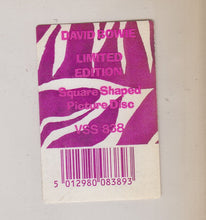 DAVID BOWIE
LIMITED
EDITION
Square Shaped
Picture Disc
VSS 838
5 012980 083893